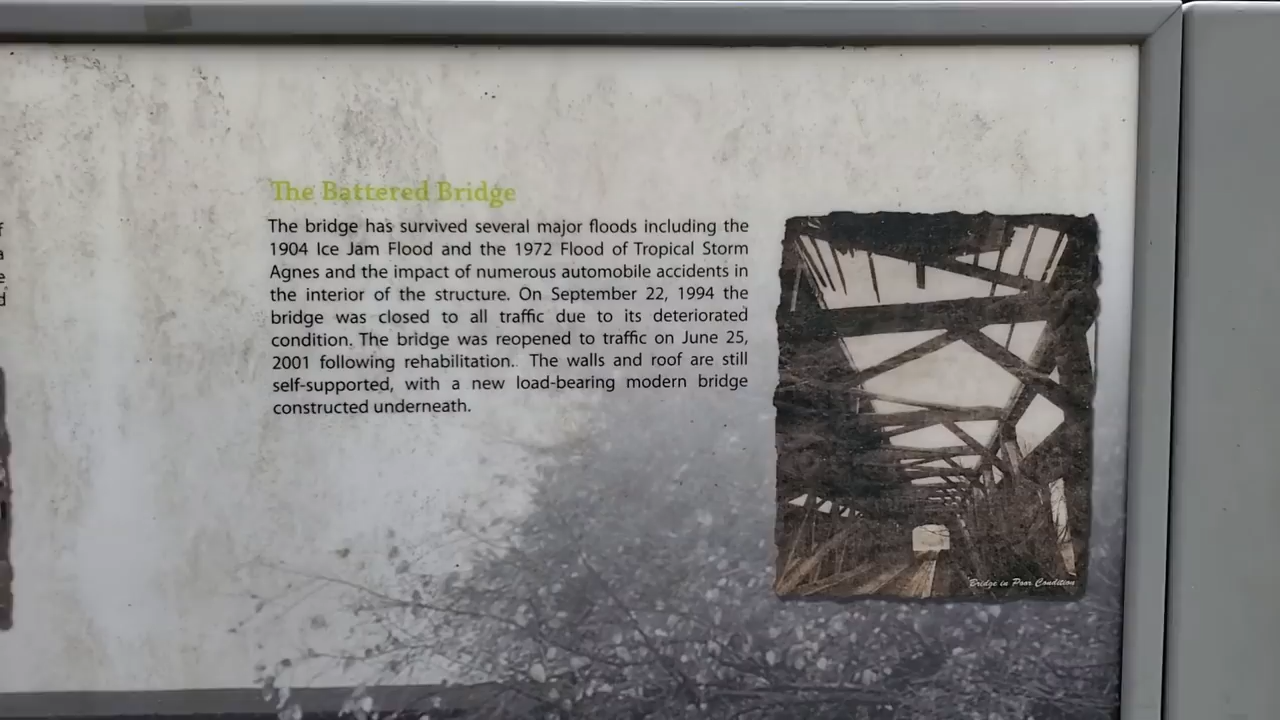 The Battered Bridge
The bridge has survived several major floods including the
1904 Ice Jam Flood and the 1972 Flood of Tropical Storm
Agnes and the impact of numerous automobile accidents in
the interior of the structure. On September 22, 1994 the
bridge was closed to all traffic due to its deteriorated
condition. The bridge was reopened to traffic on June 25,
2001 following rehabilitation.. The walls and roof are still
self-supported, with a new load-bearing modern bridge
constructed underneath.
Bridge in Poor Condition